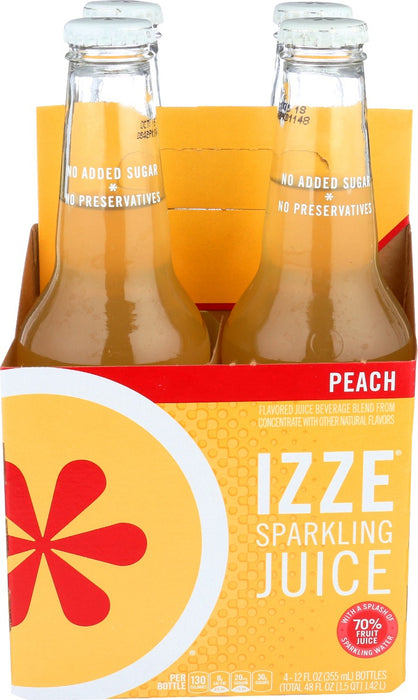 NO ADDED SUGAR
*
NO PRESERVATIVES
NO ADDED SUGAR
*
NO PRESERVATIVES
PEACH
FLAVORED JUICE BEVERAGE BLEND FROM
CONCENTRATE WITH OTHER NATURAL FLAVORS
IZZE®
SPARKLING
JUICE
WITH A SPLASH OF
70%
FRUIT
JUICE
SPARKLING WATER
PER
BOTTLE
130
CALORIES
4-12 FL OZ (355 mL) BOTTLES
(TOTAL 48 FL OZ (1.5 QT) 1.42 L)